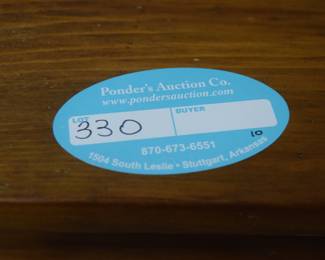 Ponder's Auction Co.
www.pondersauction.com
LOT BUYER
330
10
870-673-6551
1504 South Leslie • Stuttgart, Arkansas